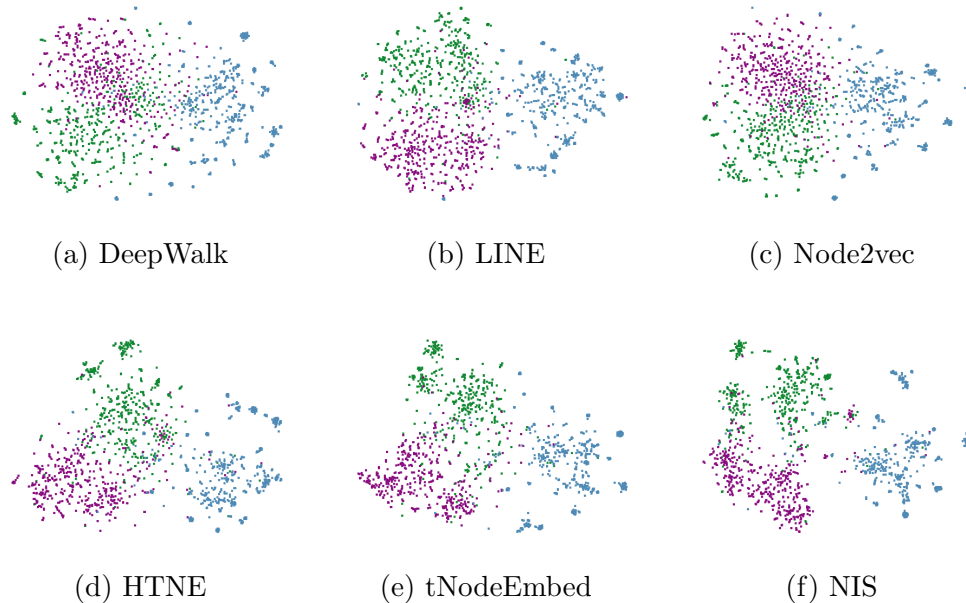 (a) DeepWalk
(b) LINE
(c) Node2vec
(d) HTNE
(e) tNodeEmbed
(f) NIS